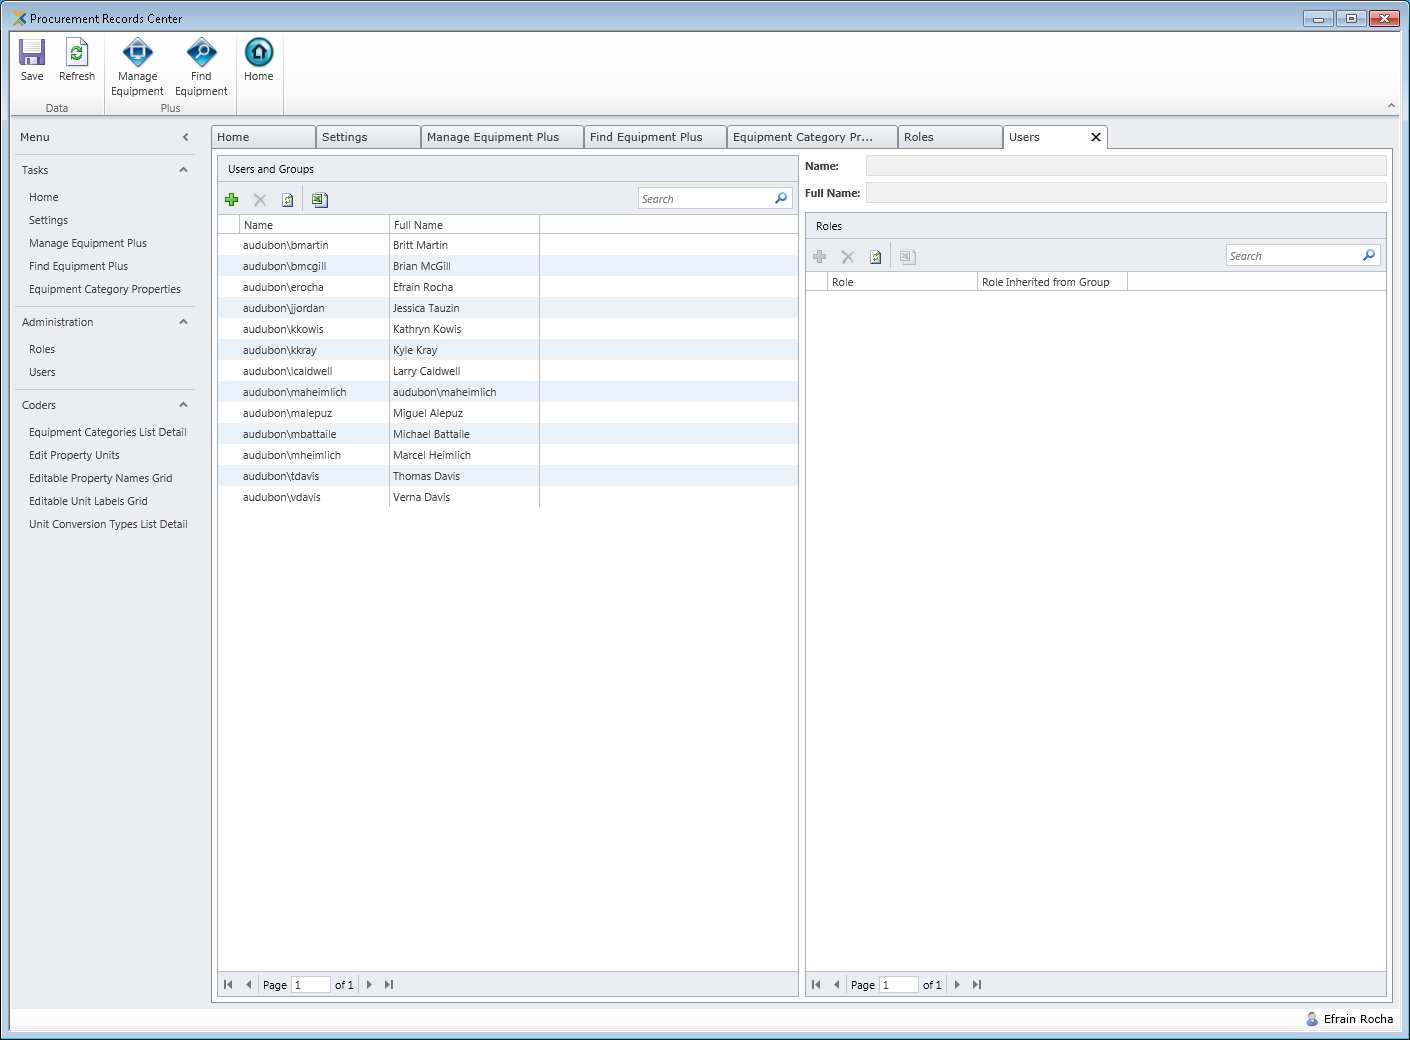 Procurement Records Center
Save
Refresh
Manage Equipment
Find Equipment
Home
Data
Plus
Menu
Tasks
Home
Settings
Manage Equipment Plus
Find Equipment Plus
Equipment Category Properties
Administration
Roles
Users
Coders
Equipment Categories List Detail
Edit Property Units
Editable Property Names Grid
Editable Unit Labels Grid
Unit Conversion Types List Detail
Home
Settings
Manage Equipment Plus
Find Equipment Plus
Equipment Category Pr...
Roles
Users
Users and Groups
Search
Name Full Name
audubon\bmartin Britt Martin
audubon\bmcgill Brian McGill
audubon\erocha Efrain Rocha
audubon\jjordan Jessica Tauzin
audubon\kkowis Kathryn Kowis
audubon\kkray Kyle Kray
audubon\lcaldwell Larry Caldwell
audubon\maheimlich audubon\maheimlich
audubon\malepuz Miguel Alepuz
audubon\mbattaile Michael Battaile
audubon\mheimlich Marcel Heimlich
audubon\tdavis Thomas Davis
audubon\vdavis Verna Davis
Page 1 of 1
Name:
Full Name:
Roles
Search
Role Role Inherited from Group
Page 1 of 1
Efrain Rocha